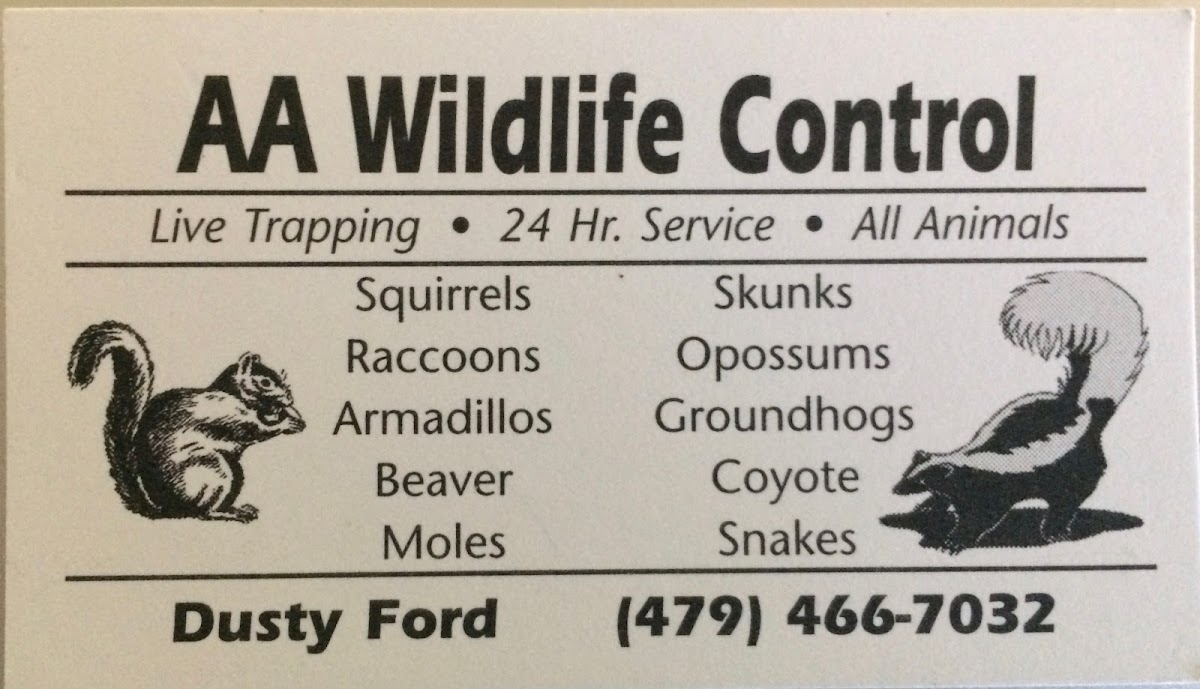 AA Wildlife Control
Live Trapping • 24 Hr. Service • All Animals
Squirrels Skunks
Raccoons Opossums
Armadillos Groundhogs
Beaver Coyote
Moles Snakes
Dusty Ford (479) 466-7032